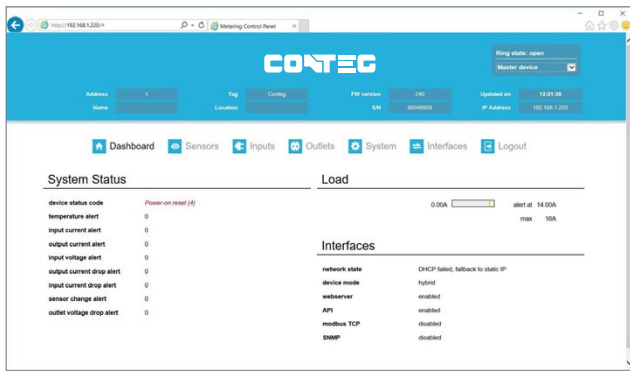 http://192.168.1.220/#
Metering Control Panel
CONTEG
Ring state: open
Master device
Address 1 Tag Conteg FW version 240 Updated on 12:01:20
Name Location S/N IP Address 192.168.1.220
Dashboard Sensors Inputs Outlets System Interfaces Logout
System Status
device status code Power-on reset (4)
temperature alert 0
input current alert 0
output current alert 0
input voltage alert 0
output current drop alert 0
input current drop alert 0
sensor change alert 0
outlet voltage drop alert 0
Load
0.00A alert at 14.00A
max 16A
Interfaces
network state DHCP failed, fallback to static IP
device mode hybrid
webserver enabled
API enabled
modbus TCP disabled
SNMP disabled